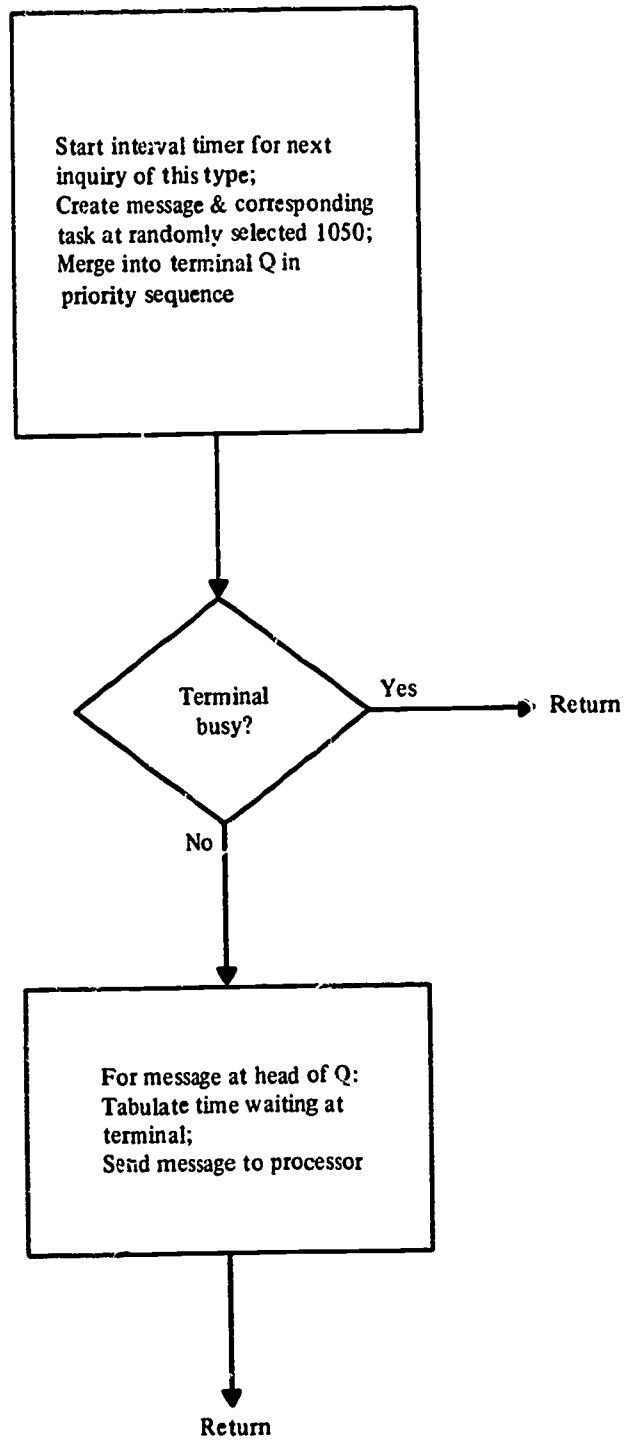 Start interval timer for next
inquiry of this type;
Create message & corresponding
task at randomly selected 1050;
Merge into terminal Q in
priority sequence
Terminal
busy?
Yes
Return
No
For message at head of Q:
Tabulate time waiting at
terminal;
Send message to processor
Return